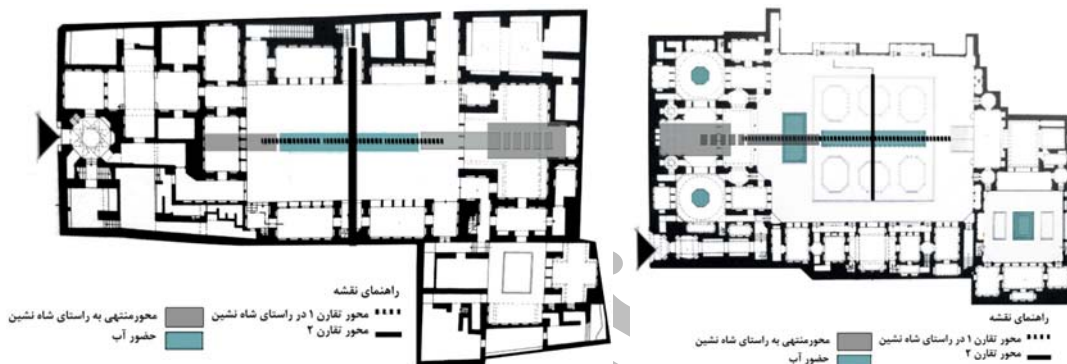 راهنمای نقشه
محور تقارن ۱ در راستای شاه نشین
محورمنتهی به راستای شاه نشین
محور تقارن ۲
حضور آب
راهنمای نقشه
محور تقارن ۱ در راستای شاه نشین
محورمنتهی به راستای شاه نشین
محور تقارن ۲
حضور آب